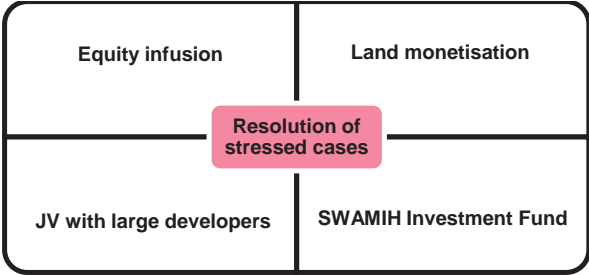 Equity infusion
Land monetisation
Resolution of
stressed cases
JV with large developers
SWAMIH Investment Fund